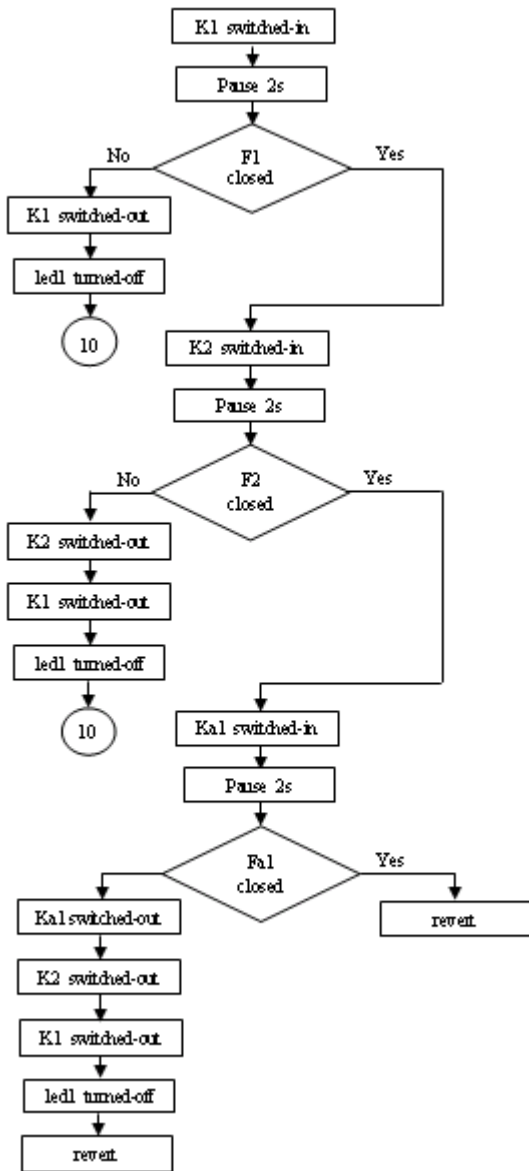 K1 switched-in
Pause 2s
F1
closed
No
Yes
K1 switched-out
led1 turned-off
10
K2 switched-in
Pause 2s
F2
closed
No
Yes
K2 switched-out
K1 switched-out
led1 turned-off
10
Ka1 switched-in
Pause 2s
Fa1
closed
Yes
revert
Ka1switched-out
K2 switched-out
K1 switched-out
led1 turned-off
revert